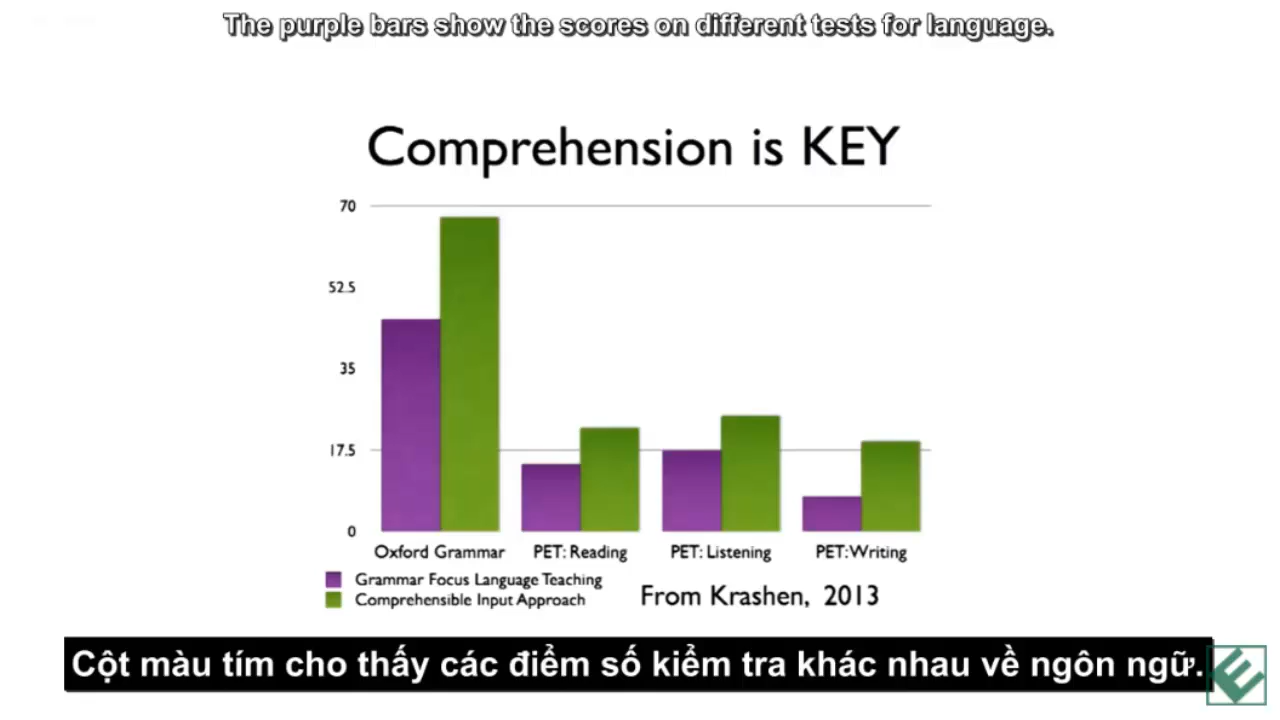 The purple bars show the scores on different tests for language.
Comprehension is KEY
70
52.5
35
17.5
0
Oxford Grammar PET: Reading PET: Listening PET: Writing
Grammar Focus Language Teaching
Comprehensible Input Approach
From Krashen, 2013
Cột màu tím cho thấy các điểm số kiểm tra khác nhau về ngôn ngữ.